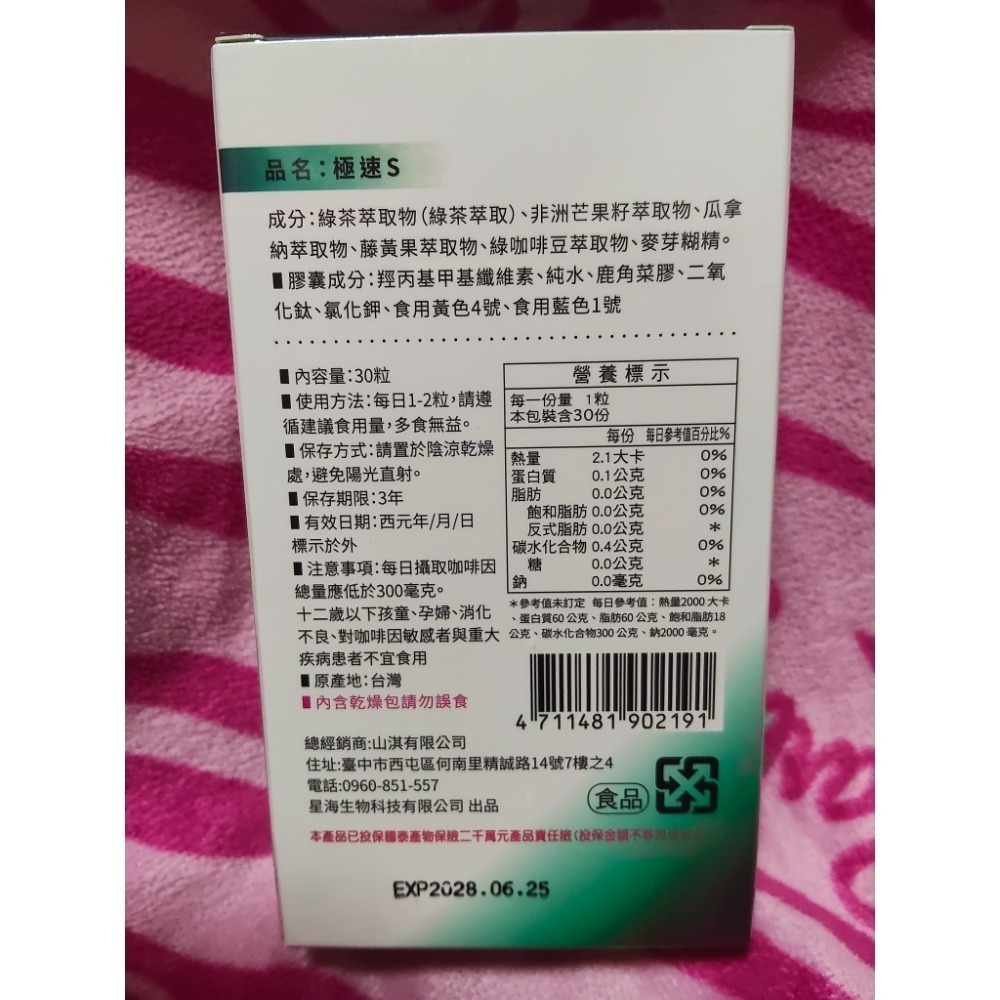 品名：極速S
成分：綠茶萃取物(綠茶萃取)、非洲芒果籽萃取物、瓜拿
納萃取物、藤黃果萃取物、綠咖啡豆萃取物、麥芽糊精。
▮膠囊成分：羥丙基甲基纖維素、純水、鹿角菜膠、二氧
化鈦、氯化鉀、食用黃色4號、食用藍色1號
▮內容量：30粒
▮使用方法：每日1-2粒，請遵
循建議食用量，多食無益。
▮保存方式：請置於陰涼乾燥
處，避免陽光直射。
▮保存期限：3年
▮有效日期：西元年/月/日
標示於外
▮注意事項：每日攝取咖啡因
總量應低於300毫克。
十二歲以下孩童、孕婦、消化
不良、對咖啡因敏感者與重大
疾病患者不宜食用
▮原產地：台灣
▮內含乾燥包請勿誤食
營養標示
每一份量 1粒
本包裝含30份
每份 每日參考值百分比%
熱量 2.1大卡 0%
蛋白質 0.1公克 0%
脂肪 0.0公克 0%
飽和脂肪 0.0公克 0%
反式脂肪 0.0公克 *
碳水化合物 0.4公克 0%
糖 0.0公克 *
鈉 0.0毫克 0%
*參考值未訂定 每日參考值：熱量2000大卡
、蛋白質60公克、脂肪60公克、飽和脂肪18
公克、碳水化合物300公克、鈉2000毫克。
4 711481 902191
總經銷商:山淇有限公司
住址:臺中市西屯區何南里精誠路14號7樓之4
電話:0960-851-557
星海生物科技有限公司 出品
食品
本產品已投保國泰產物保險二千萬元產品責任險(投保金額不等同
EXP2028.06.25